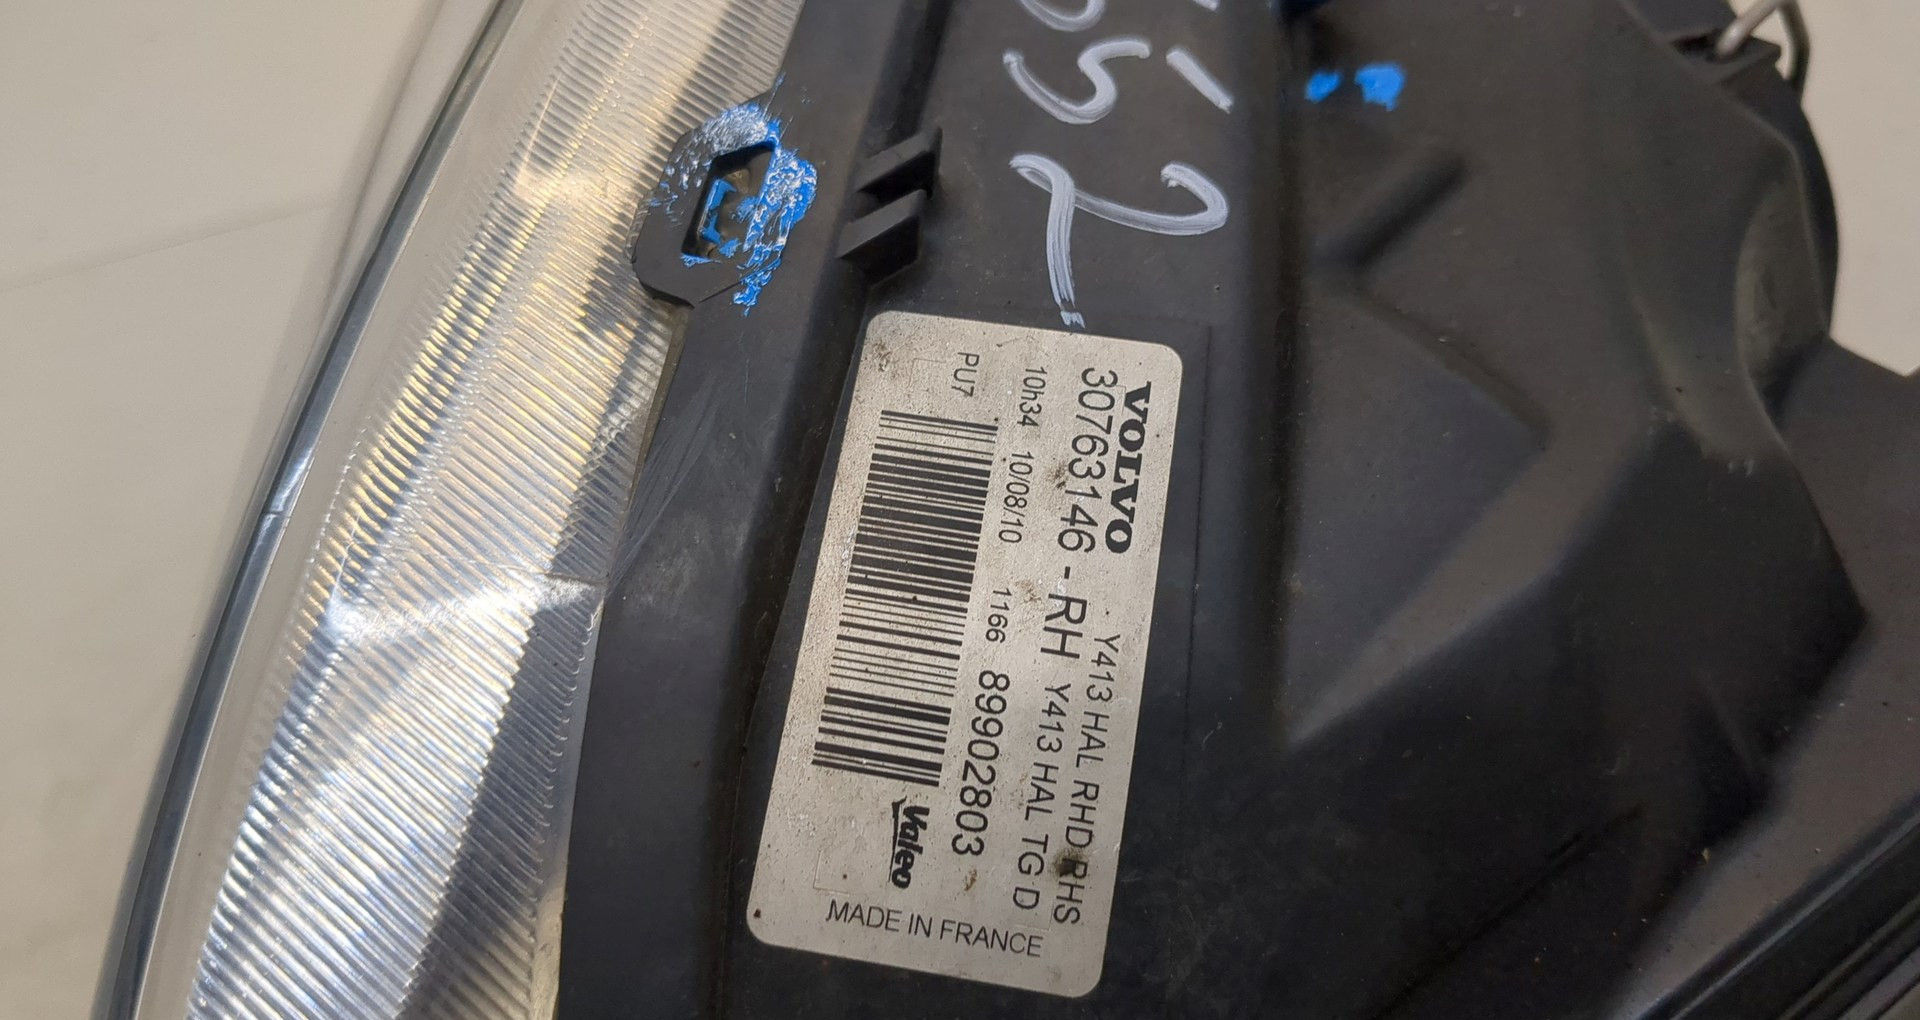 52
VOLVO
Y413 HAL RHD RHS
30763146 - RH Y413 HAL TG D
10h34 10/08/10 1166 89902803
PU7
Valeo
MADE IN FRANCE